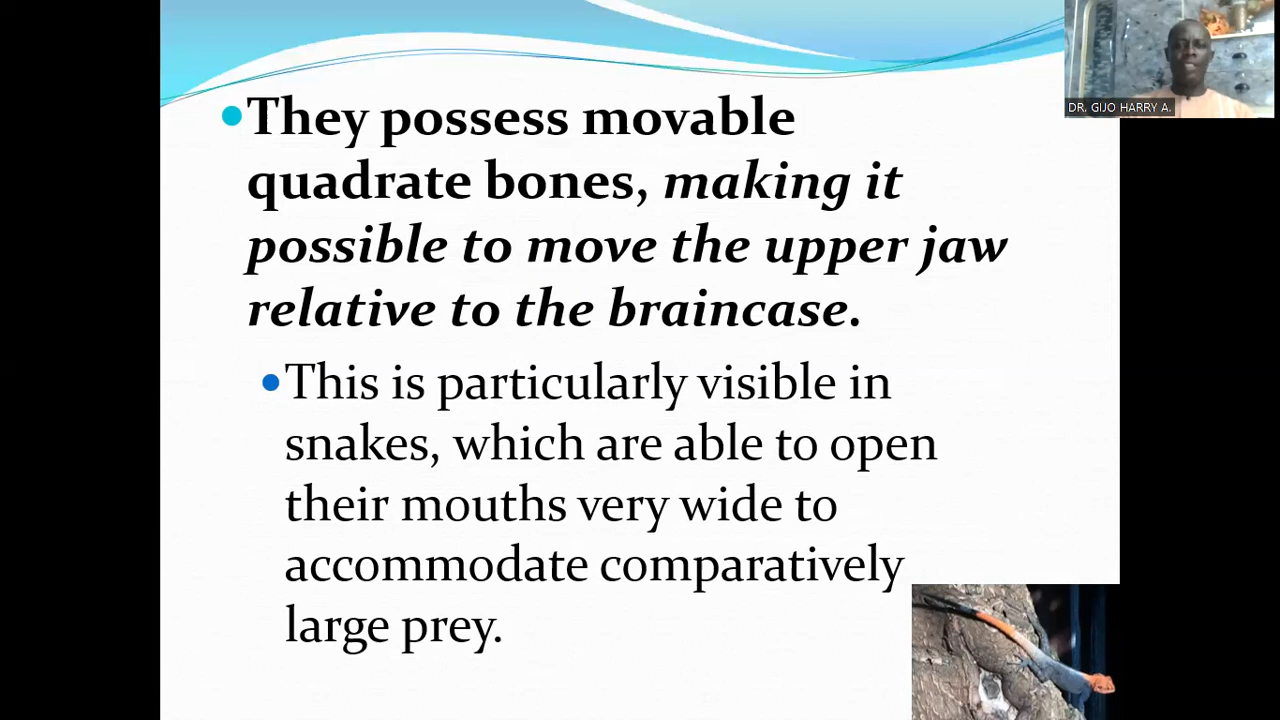 DR. GIJO HARRY A.
•They possess movable
quadrate bones, making it
possible to move the upper jaw
relative to the braincase.
•This is particularly visible in
snakes, which are able to open
their mouths very wide to
accommodate comparatively
large prey.